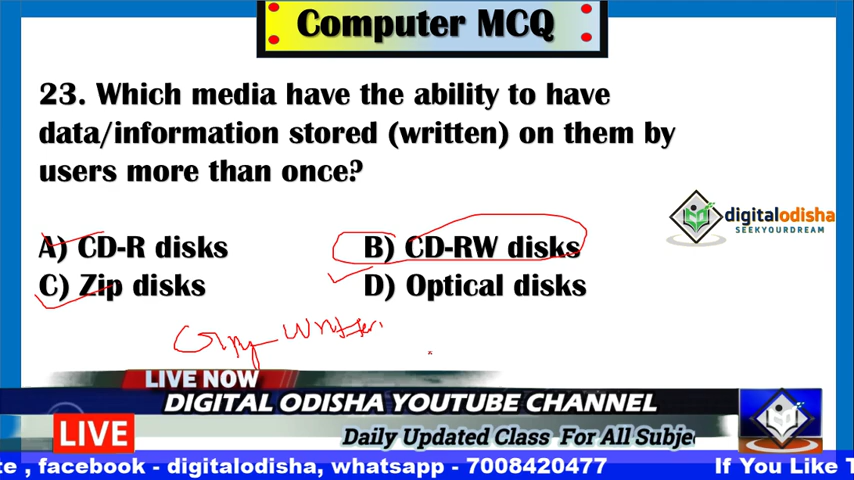 Computer MCQ
23. Which media have the ability to have
data/information stored (written) on them by
users more than once?
digitalodisha
SEEKYOURDREAM
A) CD-R disks B) CD-RW disks
C) Zip disks D) Optical disks
LIVE NOW
DIGITAL ODISHA YOUTUBE CHANNEL
LIVE
Daily Updated Class For All Subje
te , facebook - digitalodisha, whatsapp - 7008420477 If You Like T